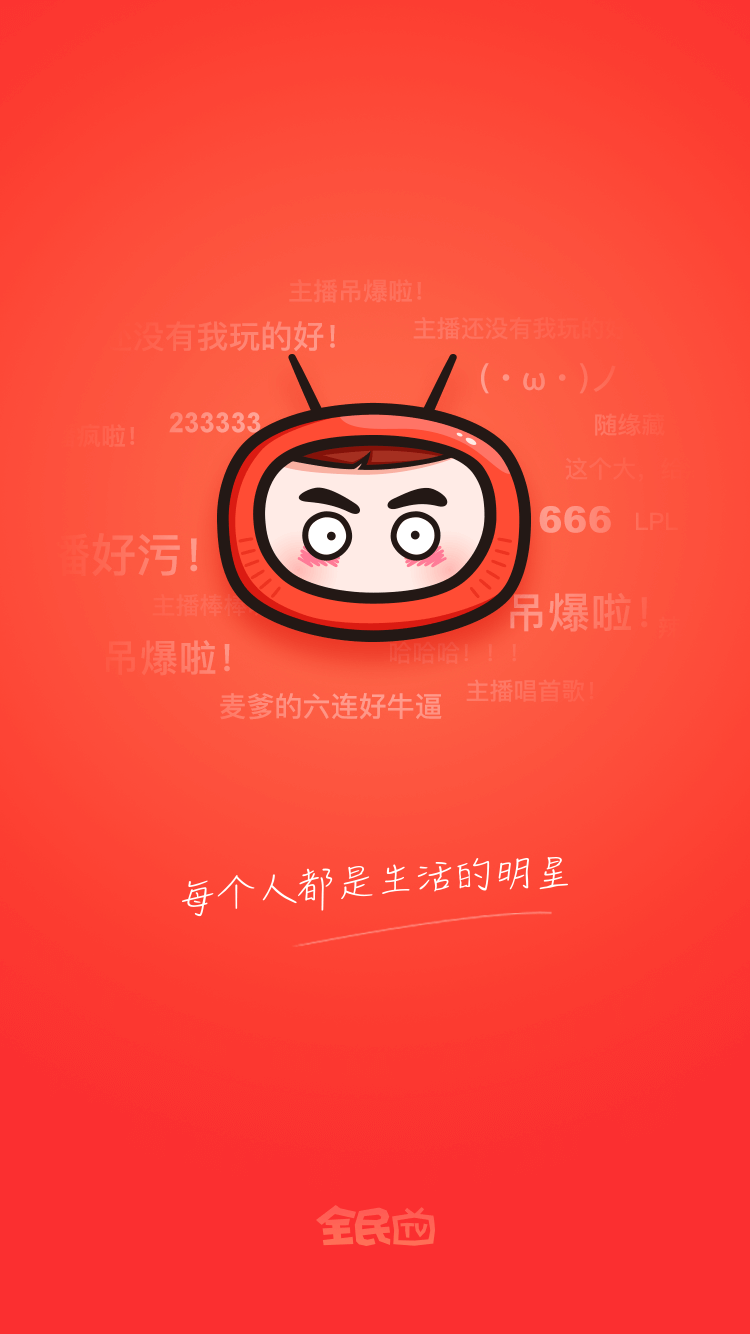 主播吊爆啦!
还没有我玩的好!
主播还没有我玩的
(・ω・)ノ
233333
疯啦!
随缘藏
这个大、
666
LPL
播好污!
主播棒棒
吊爆啦!
吊爆啦!
哈哈哈!!!
主播唱首歌!
麦爹的六连好牛逼
每个人都是生活的明星
全民TV